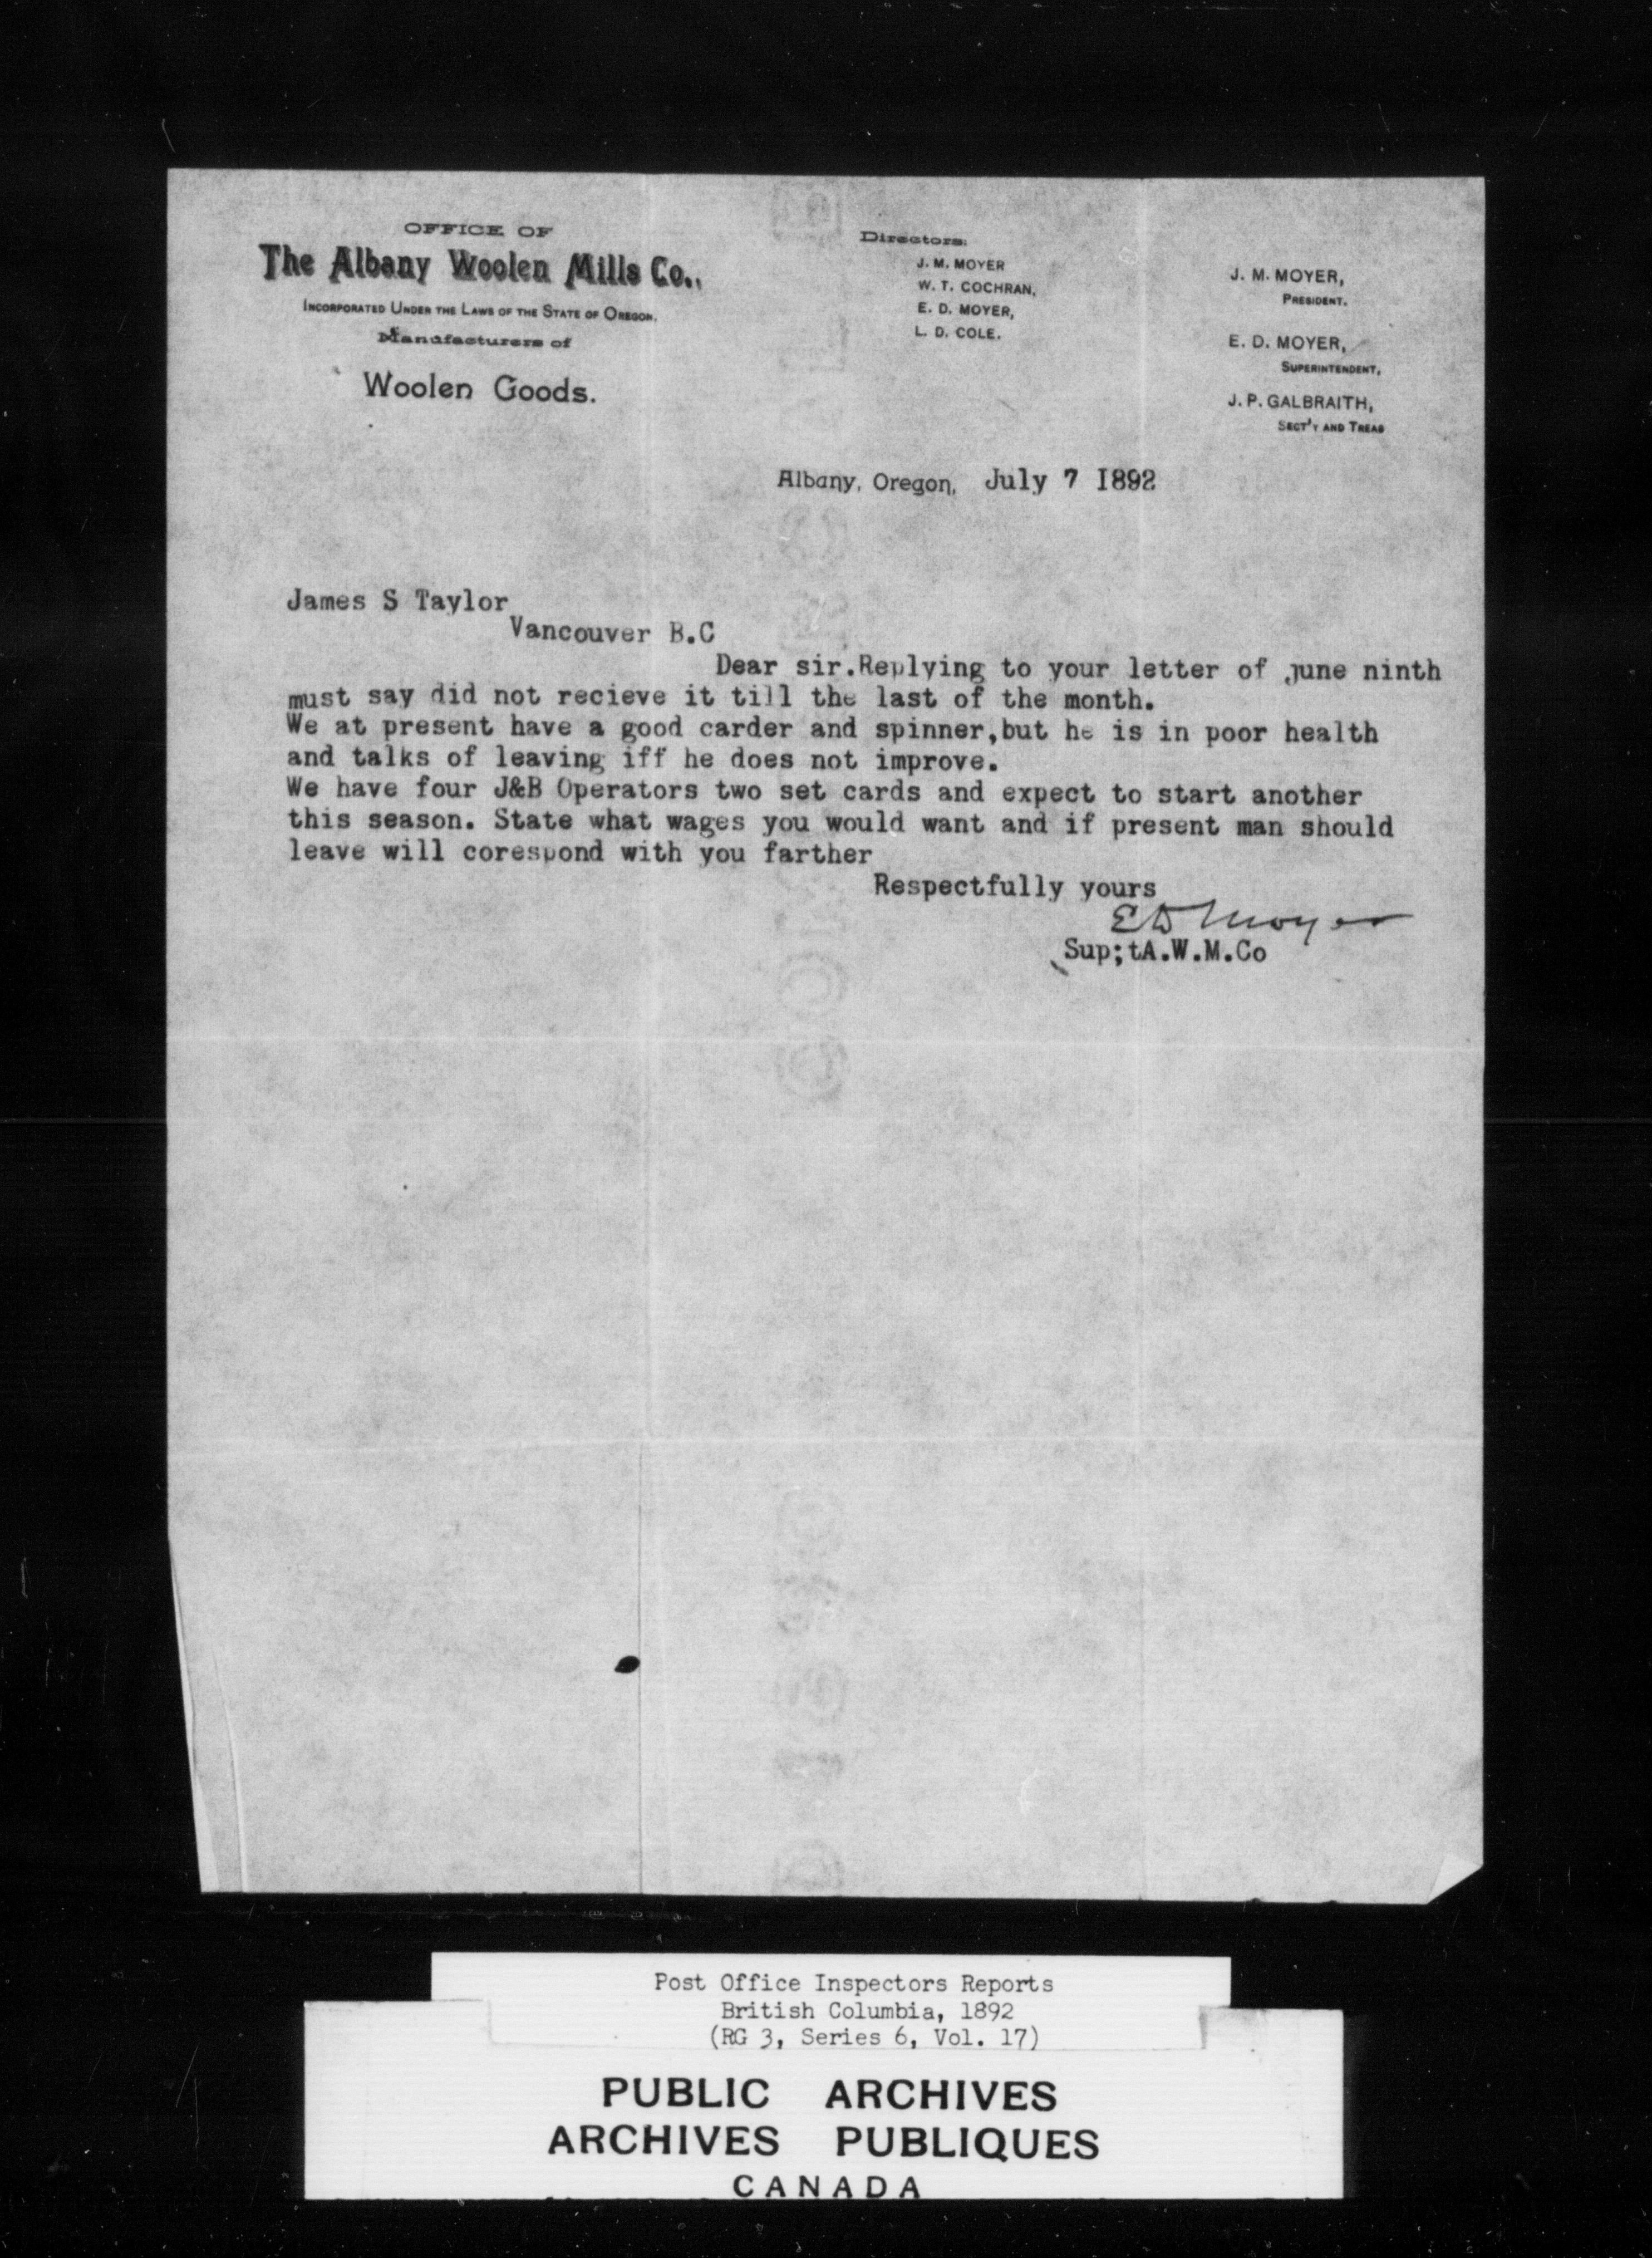 OFFICE OF
The Albany Woolen Mills Co.,
INCORPORATED UNDER THE LAWS OF THE STATE OF OREGON.
Manufacturers of
Woolen Goods.
Directors:
J. M. MOYER
W. T. COCHRAN,
E. D. MOYER,
L. D. COLE.
J. M. MOYER,
PRESIDENT.
E. D. MOYER,
SUPERINTENDENT,
J. P. GALBRAITH,
SECT'Y AND TREAS
Albany, Oregon, July 7 I892
James S Taylor
Vancouver B.C
Dear sir.Replying to your letter of june ninth
must say did not recieve it till the last of the month.
We at present have a good carder and spinner,but he is in poor health
and talks of leaving iff he does not improve.
We have four J&B Operators two set cards and expect to start another
this season. State what wages you would want and if present man should
leave will corespond with you farther
Respectfully yours
E D Moyer
Sup;tA.W.M.Co
Post Office Inspectors Reports
British Columbia, 1892
(RG 3, Series 6, Vol. 17)
PUBLIC ARCHIVES
ARCHIVES PUBLIQUES
CANADA